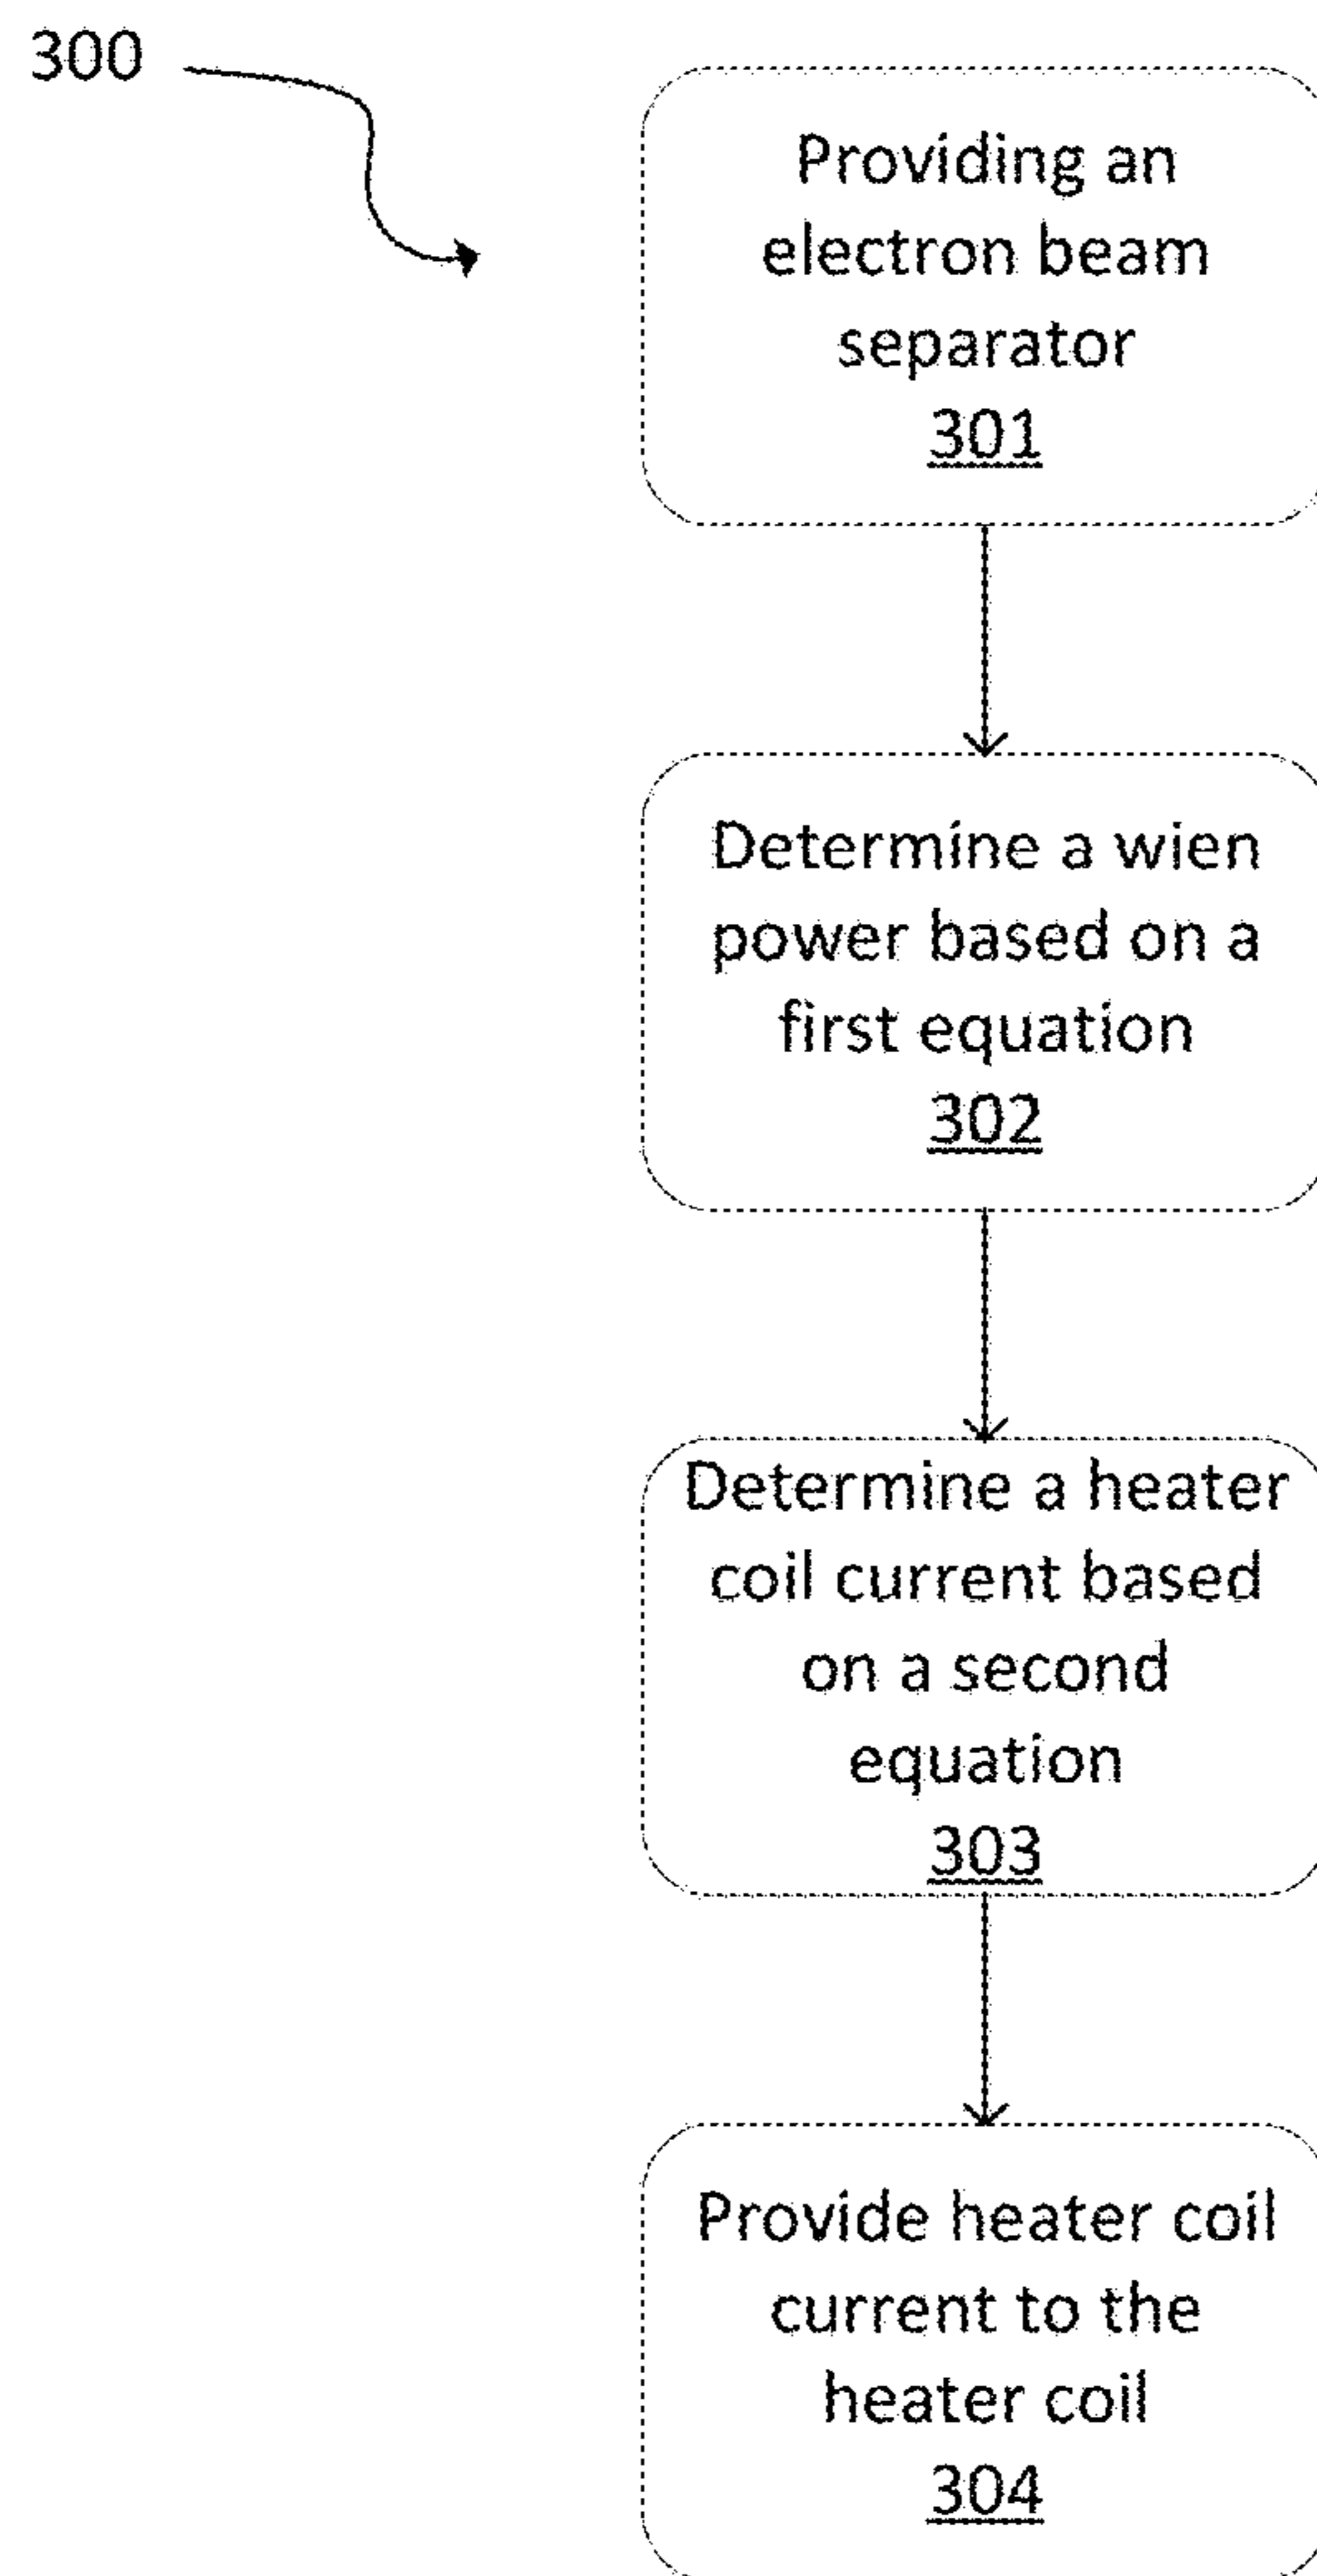 300
Providing an
electron beam
separator
301
Determine a wien
power based on a
first equation
302
Determine a heater
coil current based
on a second
equation
303
Provide heater coil
current to the
heater coil
304